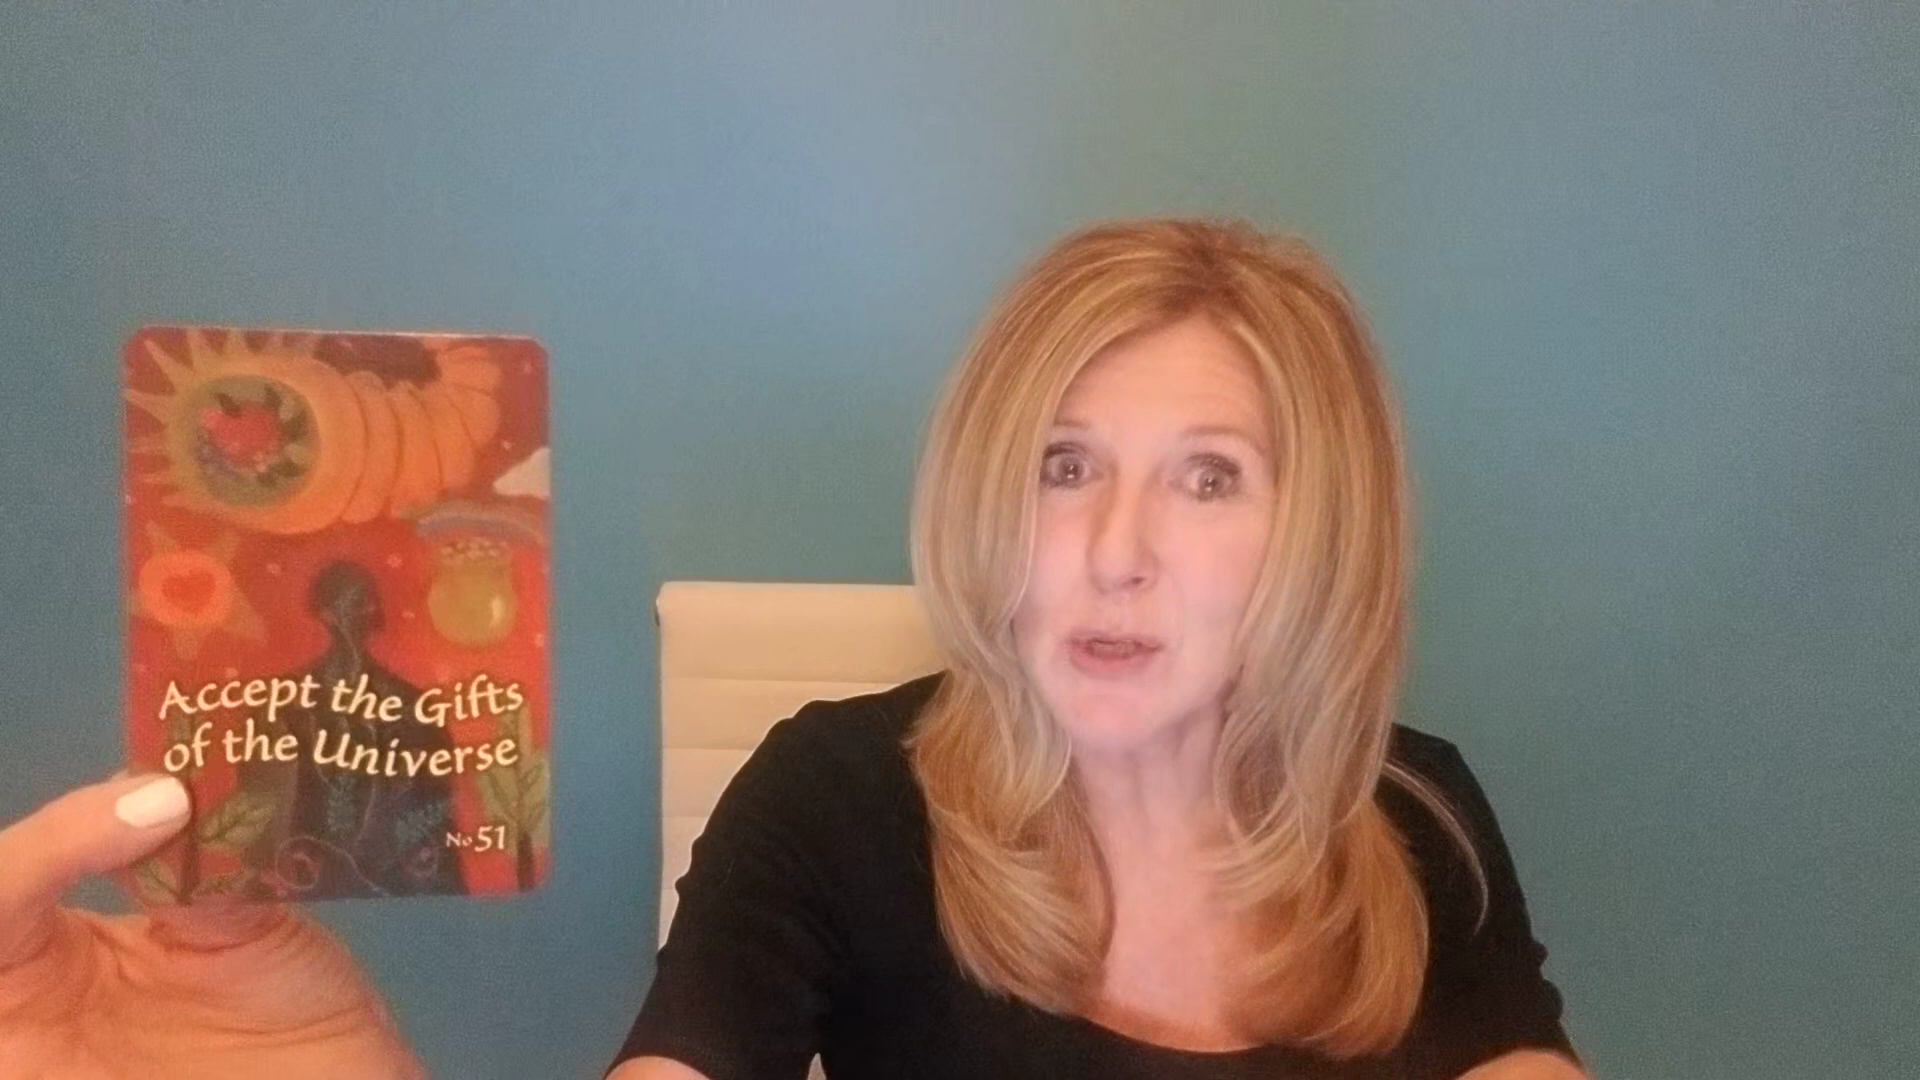 Accept the Gifts
of the Universe
No 51